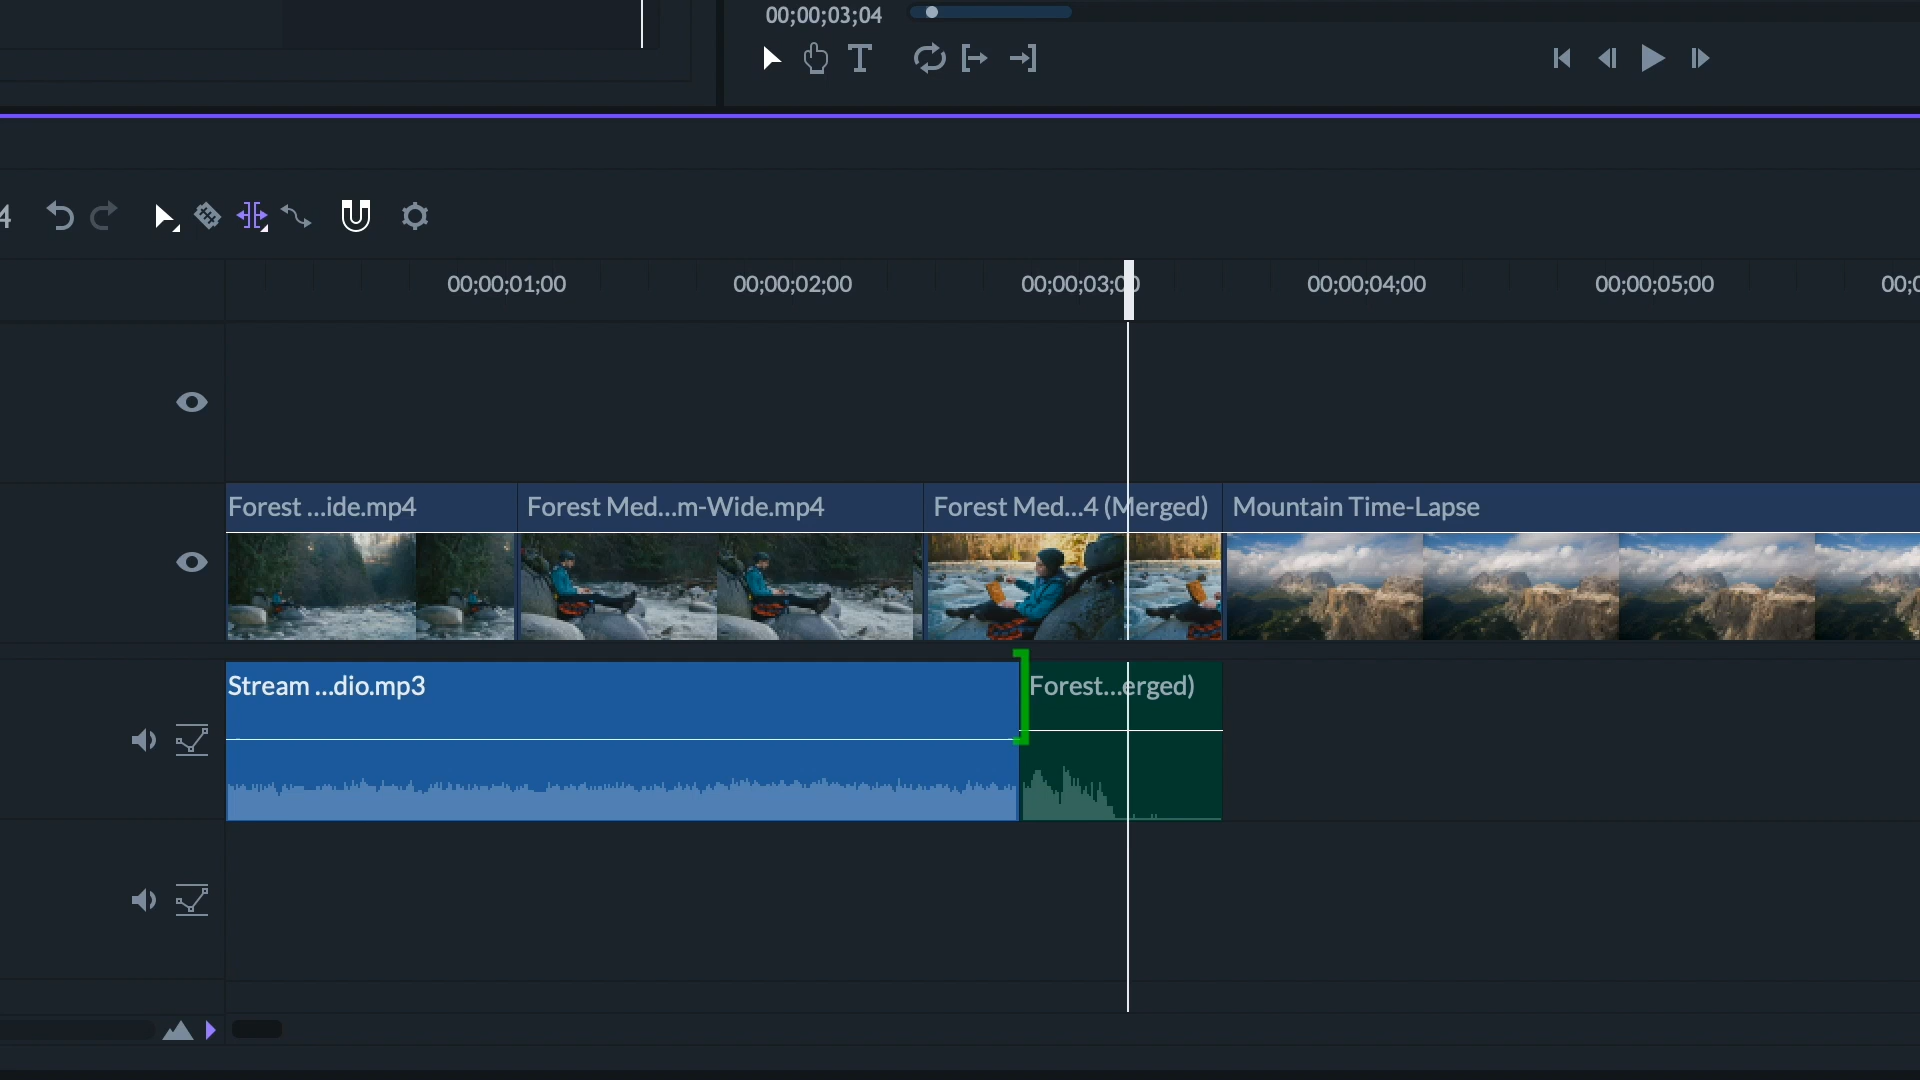 00;00;03;04
4
00;00;01;00
00;00;02;00
00;00;03;00
00;00;04;00
00;00;05;00
Forest ...ide.mp4
Forest Med...m-Wide.mp4
Forest Med...4 (Merged)
Mountain Time-Lapse
Stream ...dio.mp3
Forest...erged)